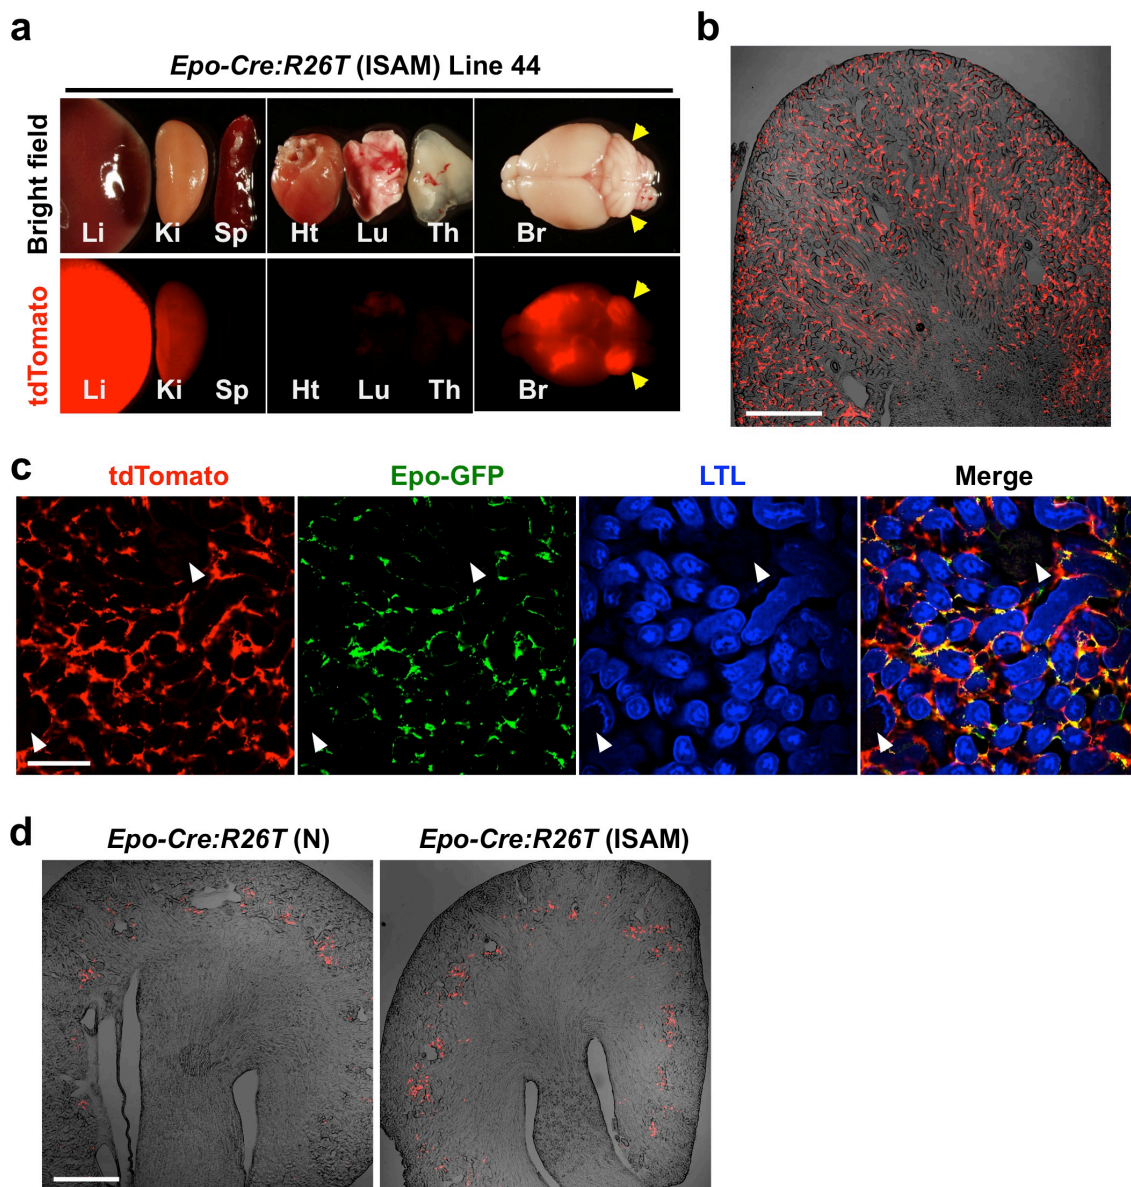 a
Epo-Cre:R26T (ISAM) Line 44
Bright field
Li Ki Sp Ht Lu Th Br
tdTomato
Li Ki Sp Ht Lu Th Br
b
c
tdTomato Epo-GFP LTL Merge
d
Epo-Cre:R26T (N) Epo-Cre:R26T (ISAM)